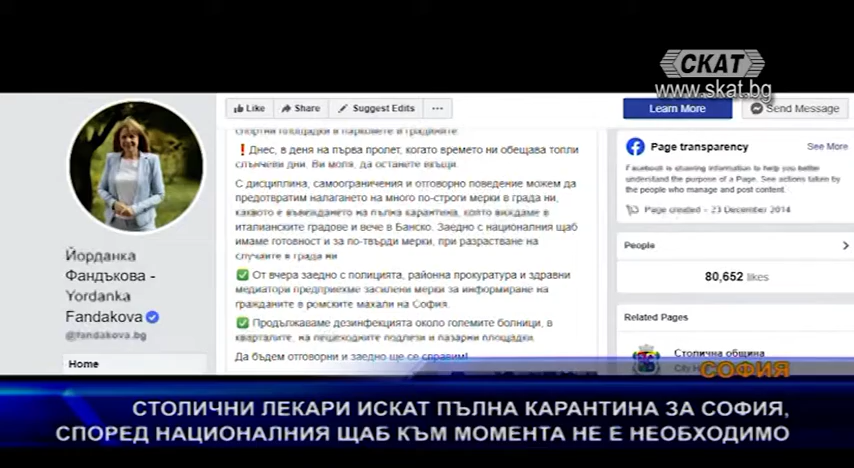 СКАТ
www.skat.bg
Like
Share
Suggest Edits
Learn More
Send Message
спортни площадки в парковете и градините.
❗ Днес, в деня на първа пролет, когато времето ни обещава топли
слънчеви дни. Ви моля, да останете вкъщи.
С дисциплина, самоограничения и отговорно поведение можем да
предотвратим налагането на много по-строги мерки в града ни,
каквото е въвеждането на пълна карантина, която виждаме в
италианските градове и вече в Банско. Заедно с националния щаб
имаме готовност и за по-твърди мерки, при разрастване на
случаите в града ни
✅ От вчера заедно с полицията, районна прокуратура и здравни
медиатори предприехме засилени мерки за информиране на
гражданите в ромските махали на София.
✅ Продължаваме дезинфекцията около големите болници, в
кварталите, на пешеходните подлези и пазарни площадки.
Да бъдем отговорни и заедно ще се справим!
Йорданка
Фандъкова -
Yordanka
Fandakova
@fandakova.bg
Home
Page transparency
See More
Facebook is showing information to help you better
understand the purpose of a Page. See actions taken by
the people who manage and post content.
Page created - 23 December 2014
People
80,652 likes
Related Pages
Столична община
City
СОФИЯ
СТОЛИЧНИ ЛЕКАРИ ИСКАТ ПЪЛНА КАРАНТИНА ЗА СОФИЯ,
СПОРЕД НАЦИОНАЛНИЯ ЩАБ КЪМ МОМЕНТА НЕ Е НЕОБХОДИМО